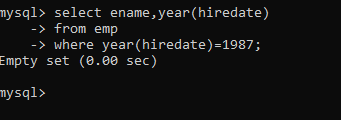 mysql> select ename,year(hiredate)
    -> from emp
    -> where year(hiredate)=1987;
Empty set (0.00 sec)
mysql>